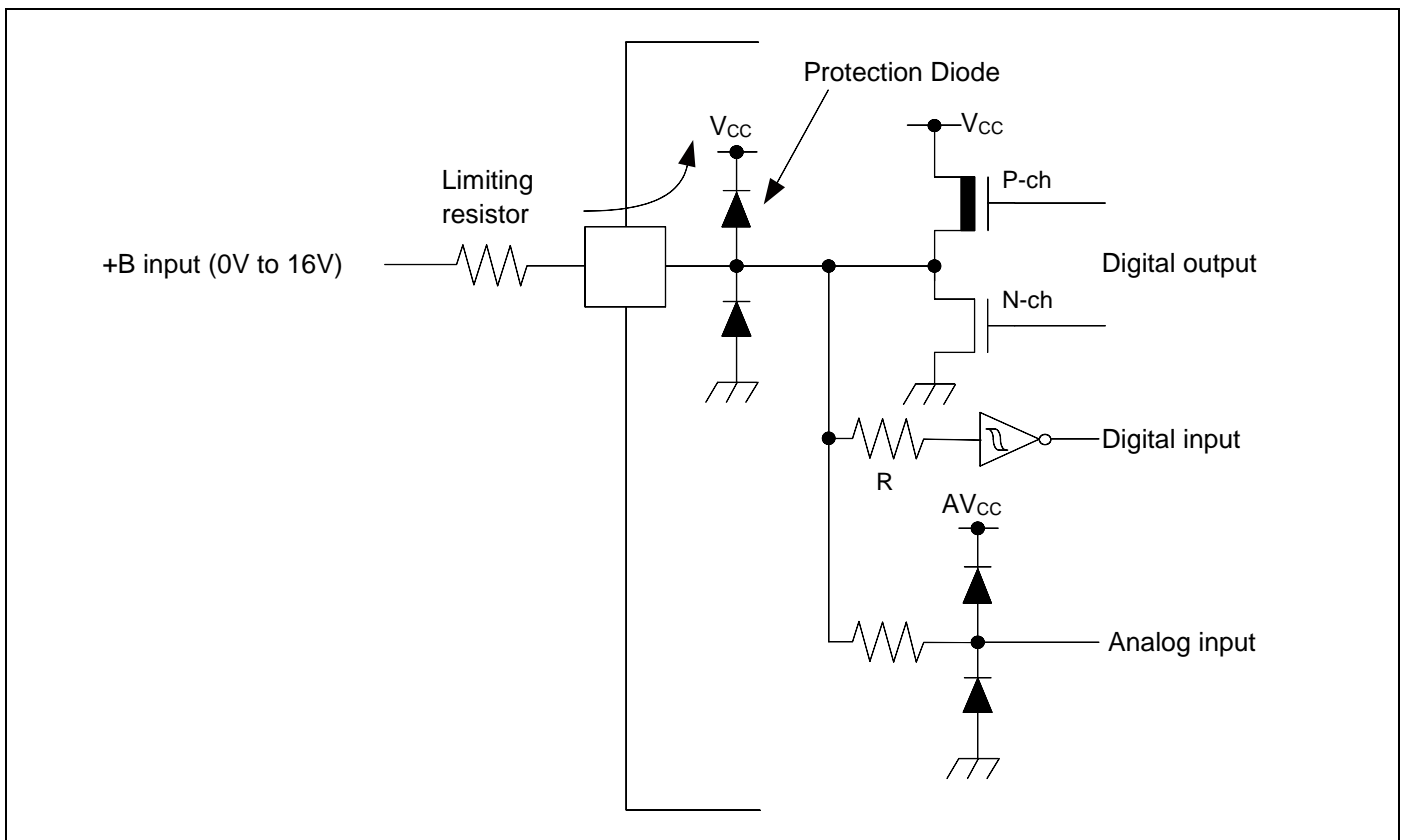 Protection Diode
VCC
VCC
Limiting
resistor
P-ch
+B input (0V to 16V)
Digital output
N-ch
Digital input
R
AVCC
Analog input